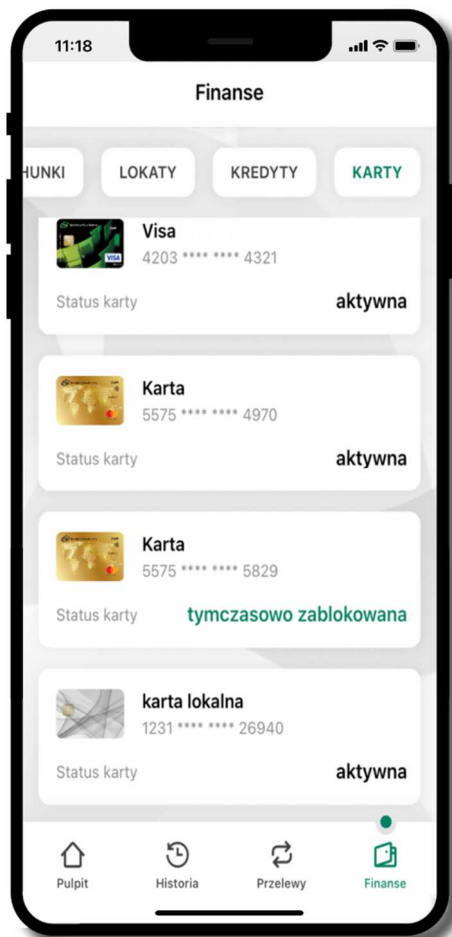 11:18
Finanse
HUNKI
LOKATY
KREDYTY
KARTY
VISA
Visa
4203 **** **** 4321
Status karty
aktywna
Karta
5575 **** **** 4970
Status karty
aktywna
Karta
5575 **** **** 5829
Status karty
tymczasowo zablokowana
karta lokalna
1231 **** **** 26940
Status karty
aktywna
Pulpit
Historia
Przelewy
Finanse